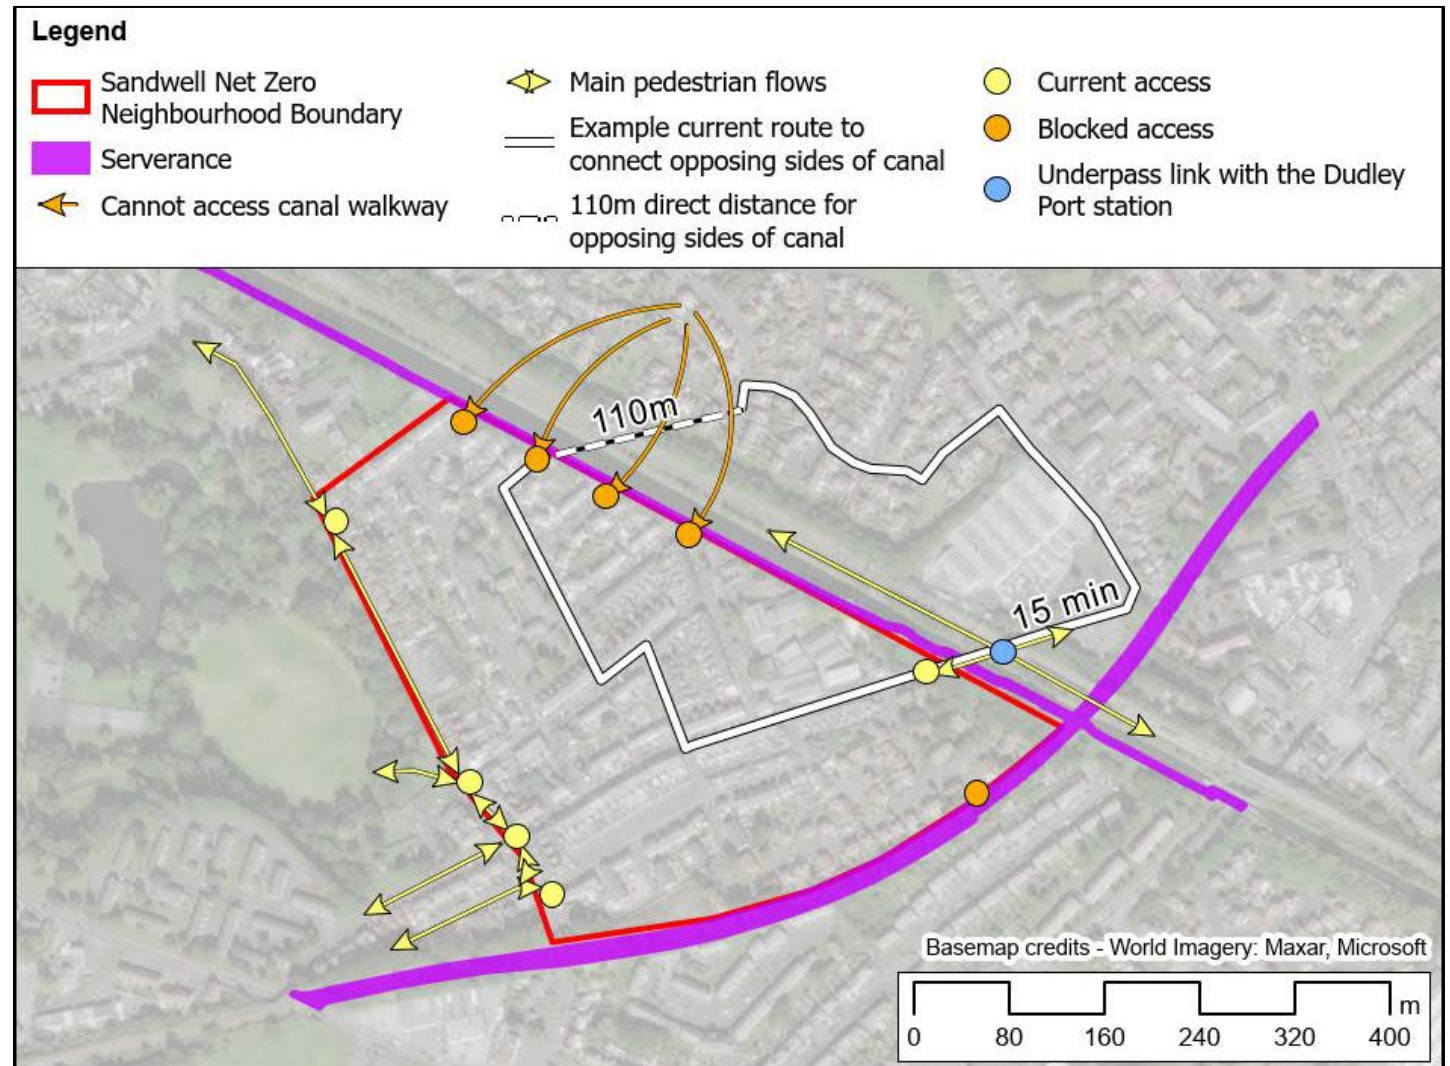 Legend
Sandwell Net Zero
Neighbourhood Boundary
Serverance
Cannot access canal walkway
Main pedestrian flows
Example current route to
connect opposing sides of canal
110m direct distance for
opposing sides of canal
Current access
Blocked access
Underpass link with the Dudley
Port station
110m
15 min
Basemap credits - World Imagery: Maxar, Microsoft
m
0 80 160 240 320 400